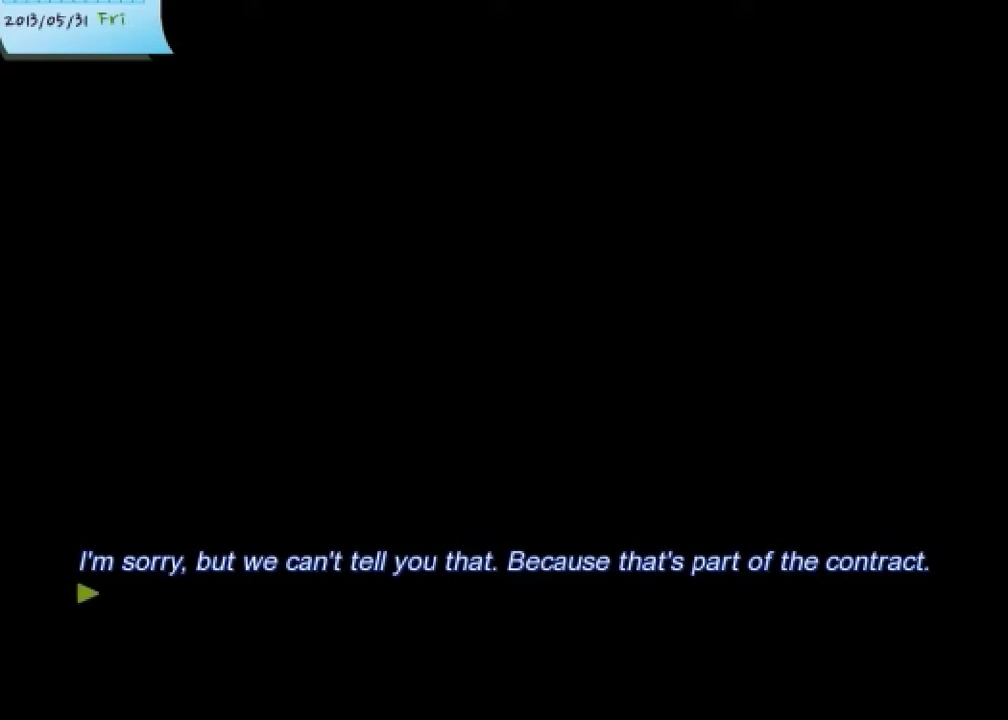 2013/05/31 Fri
I'm sorry, but we can't tell you that. Because that's part of the contract.